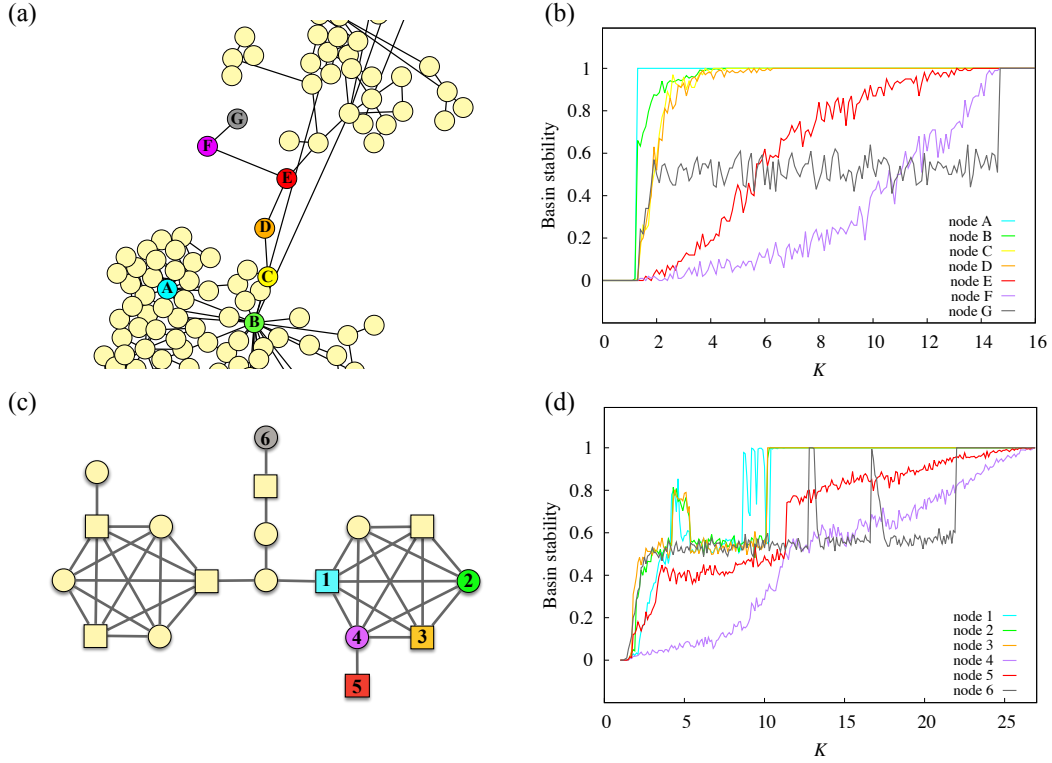 (a)
G
F
E
D
C
A
B
(b)
Basin stability
1
0.8
0.6
0.4
0.2
0
0 2 4 6 8 10 12 14 16
K
node A
node B
node C
node D
node E
node F
node G
(c)
6
1
2
4
3
5
(d)
Basin stability
1
0.8
0.6
0.4
0.2
0
0 5 10 15 20 25
K
node 1
node 2
node 3
node 4
node 5
node 6